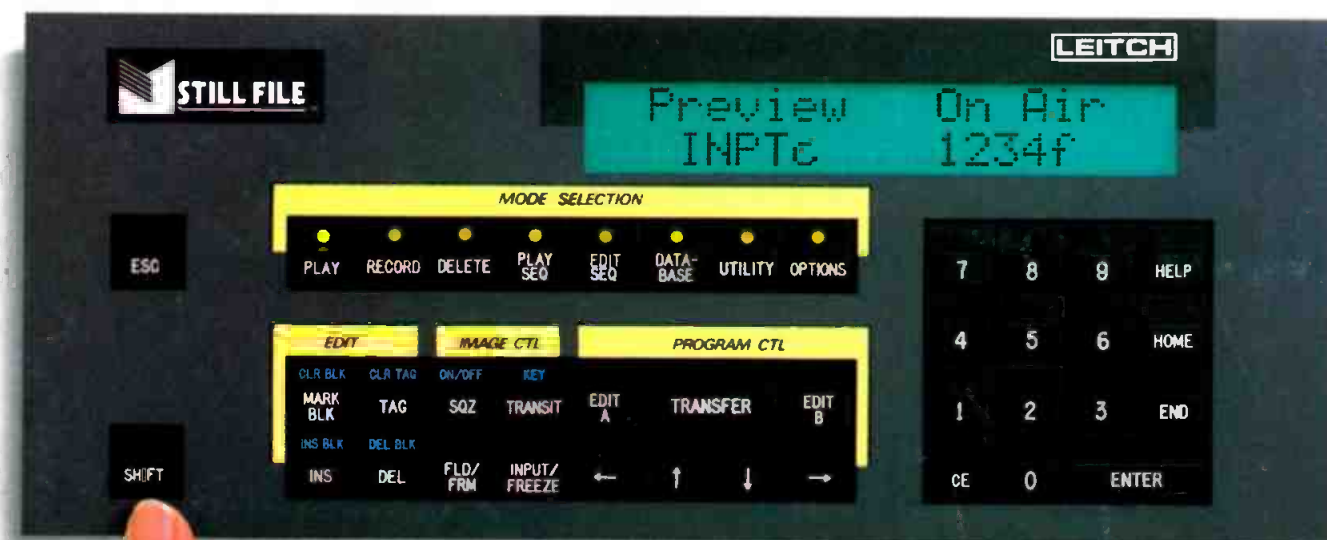 LEITCH
STILL FILE
Preview On Air
INPTc 1234f
MODE SELECTION
ESC
PLAY RECORD DELETE PLAY SEQ EDIT SEQ DATA-BASE UTILITY OPTIONS
7 8 9 HELP
EDIT IMAGE CTL PROGRAM CTL
4 5 6 HOME
CLR BLK CLR TAG ON/OFF KEY
MARK BLK TAG SQZ TRANSIT EDIT A TRANSFER EDIT B
1 2 3 END
INS BLK DEL BLK
SHIFT
INS DEL FLD/FRM INPUT/FREEZE ← ↑ ↓ →
CE 0 ENTER